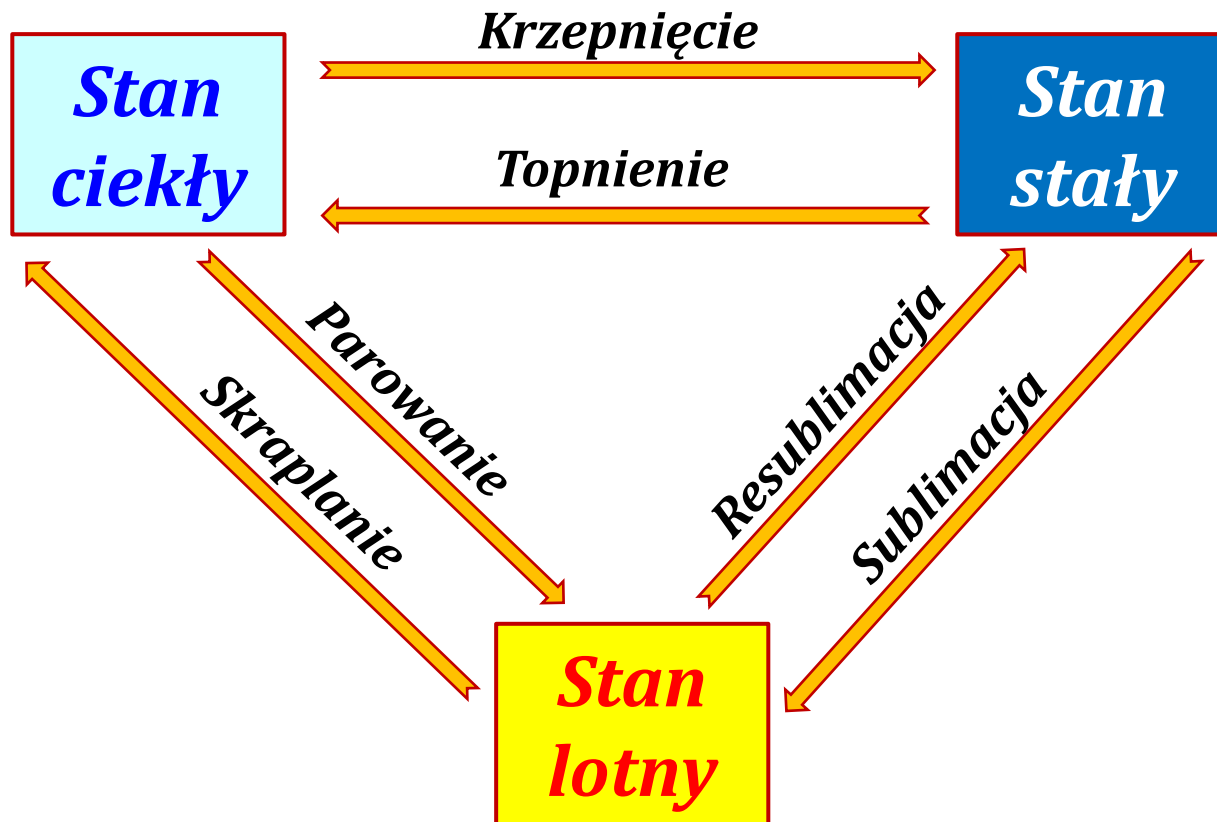 Krzepnięcie
Stan
ciekły
Stan
stały
Topnienie
Parowanie
Skraplanie
Resublimacja
Sublimacja
Stan
lotny